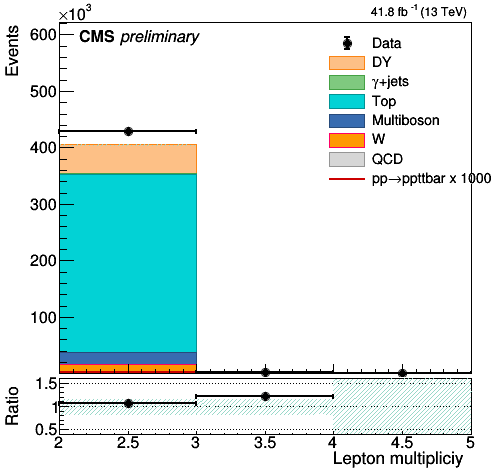 ×10³
41.8 fb⁻¹ (13 TeV)
CMS preliminary
Events
600
500
400
300
200
100
Data
DY
γ+jets
Top
Multiboson
W
QCD
pp→ppttbar x 1000
Ratio
1.5
1
0.5
2 2.5 3 3.5 4 4.5 5
Lepton multipliciy